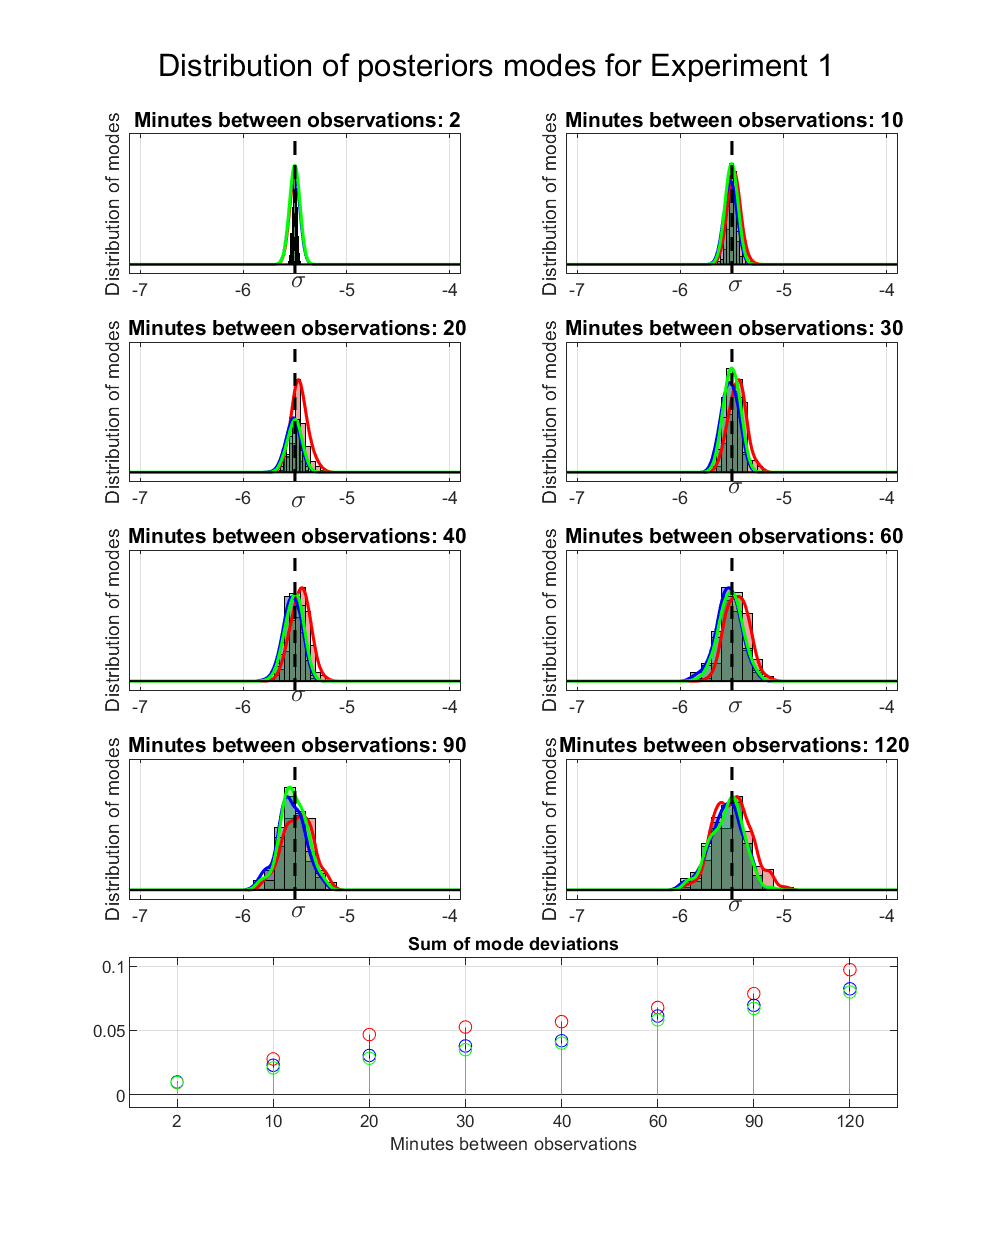 Distribution of posteriors modes for Experiment 1
Minutes between observations: 2
Distribution of modes
-7 -6 -5 -4
σ
Minutes between observations: 10
Distribution of modes
-7 -6 -5 -4
σ
Minutes between observations: 20
Distribution of modes
-7 -6 -5 -4
σ
Minutes between observations: 30
Distribution of modes
-7 -6 -5 -4
σ
Minutes between observations: 40
Distribution of modes
-7 -6 -5 -4
σ
Minutes between observations: 60
Distribution of modes
-7 -6 -5 -4
σ
Minutes between observations: 90
Distribution of modes
-7 -6 -5 -4
σ
Minutes between observations: 120
Distribution of modes
-7 -6 -5 -4
σ
Sum of mode deviations
0.1
0.05
0
2 10 20 30 40 60 90 120
Minutes between observations